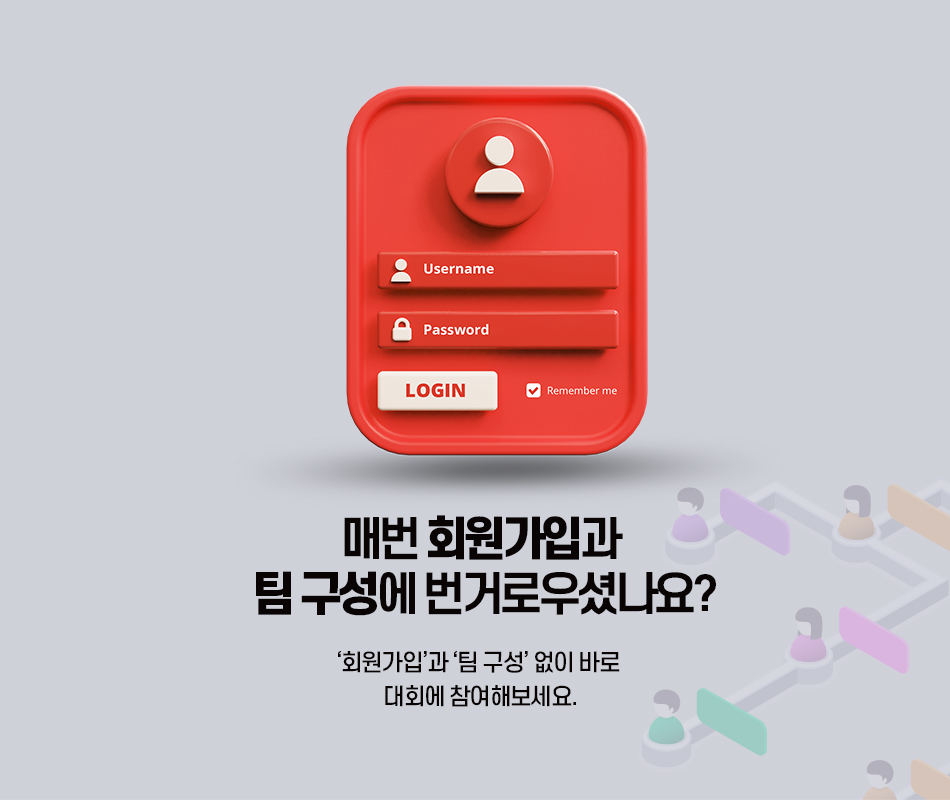 Username
Password
LOGIN
Remember me
매번 회원가입과
팀 구성에 번거로우셨나요?
‘회원가입’과 ‘팀 구성’ 없이 바로
대회에 참여해보세요.